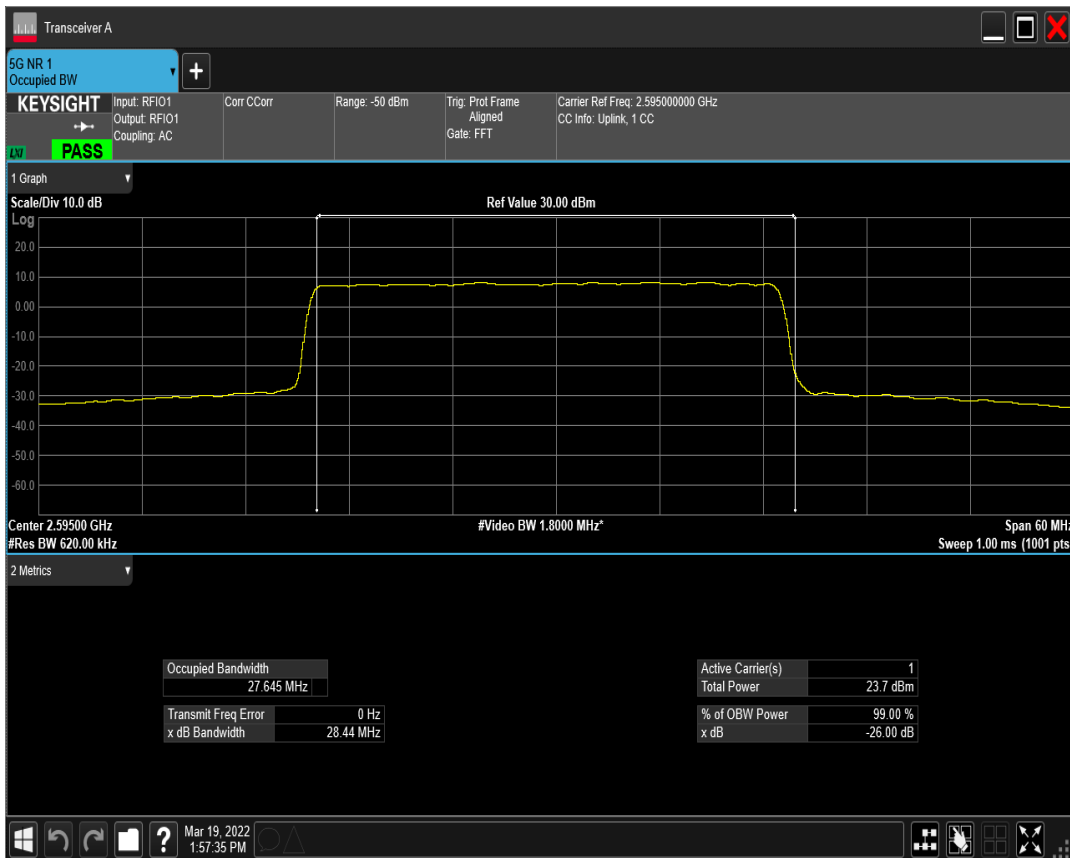 Transceiver A
5G NR 1
Occupied BW
+
KEYSIGHT
LXI
PASS
Input: RFIO1
Output: RFIO1
Coupling: AC
Corr CCorr
Range: -50 dBm
Trig: Prot Frame
Aligned
Gate: FFT
Carrier Ref Freq: 2.595000000 GHz
CC Info: Uplink, 1 CC
1 Graph
Scale/Div 10.0 dB
Ref Value 30.00 dBm
Log
20.0
10.0
0.00
-10.0
-20.0
-30.0
-40.0
-50.0
-60.0
Center 2.59500 GHz
#Video BW 1.8000 MHz*
Span 60 MHz
#Res BW 620.00 kHz
Sweep 1.00 ms (1001 pts
2 Metrics
Occupied Bandwidth
27.645 MHz
Transmit Freq Error 0 Hz
x dB Bandwidth 28.44 MHz
Active Carrier(s) 1
Total Power 23.7 dBm
% of OBW Power 99.00 %
x dB -26.00 dB
?
Mar 19, 2022
1:57:35 PM